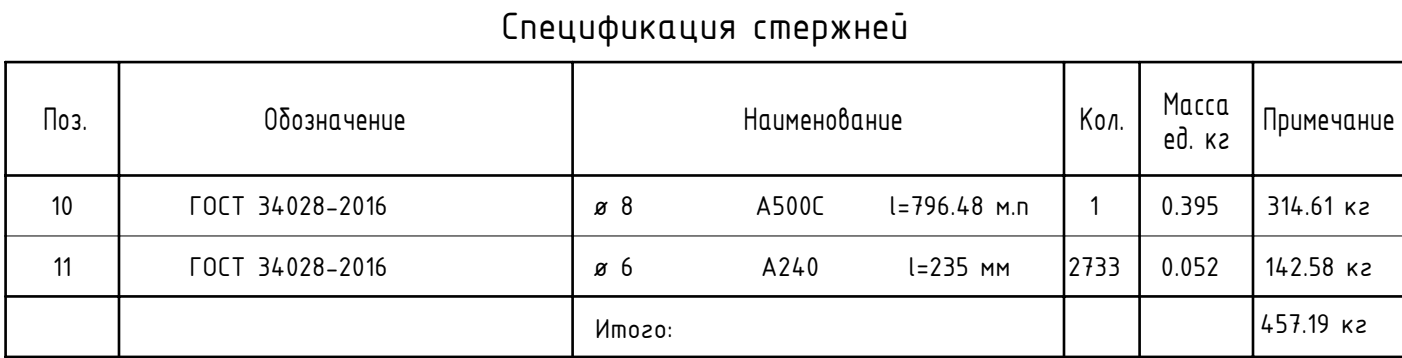 Спецификация стержней
Поз. Обозначение Наименование Кол. Масса ед. кг Примечание
10 ГОСТ 34028-2016 ø 8 А500С l=796.48 м.п 1 0.395 314.61 кг
11 ГОСТ 34028-2016 ø 6 А240 l=235 мм 2733 0.052 142.58 кг
Итого: 457.19 кг